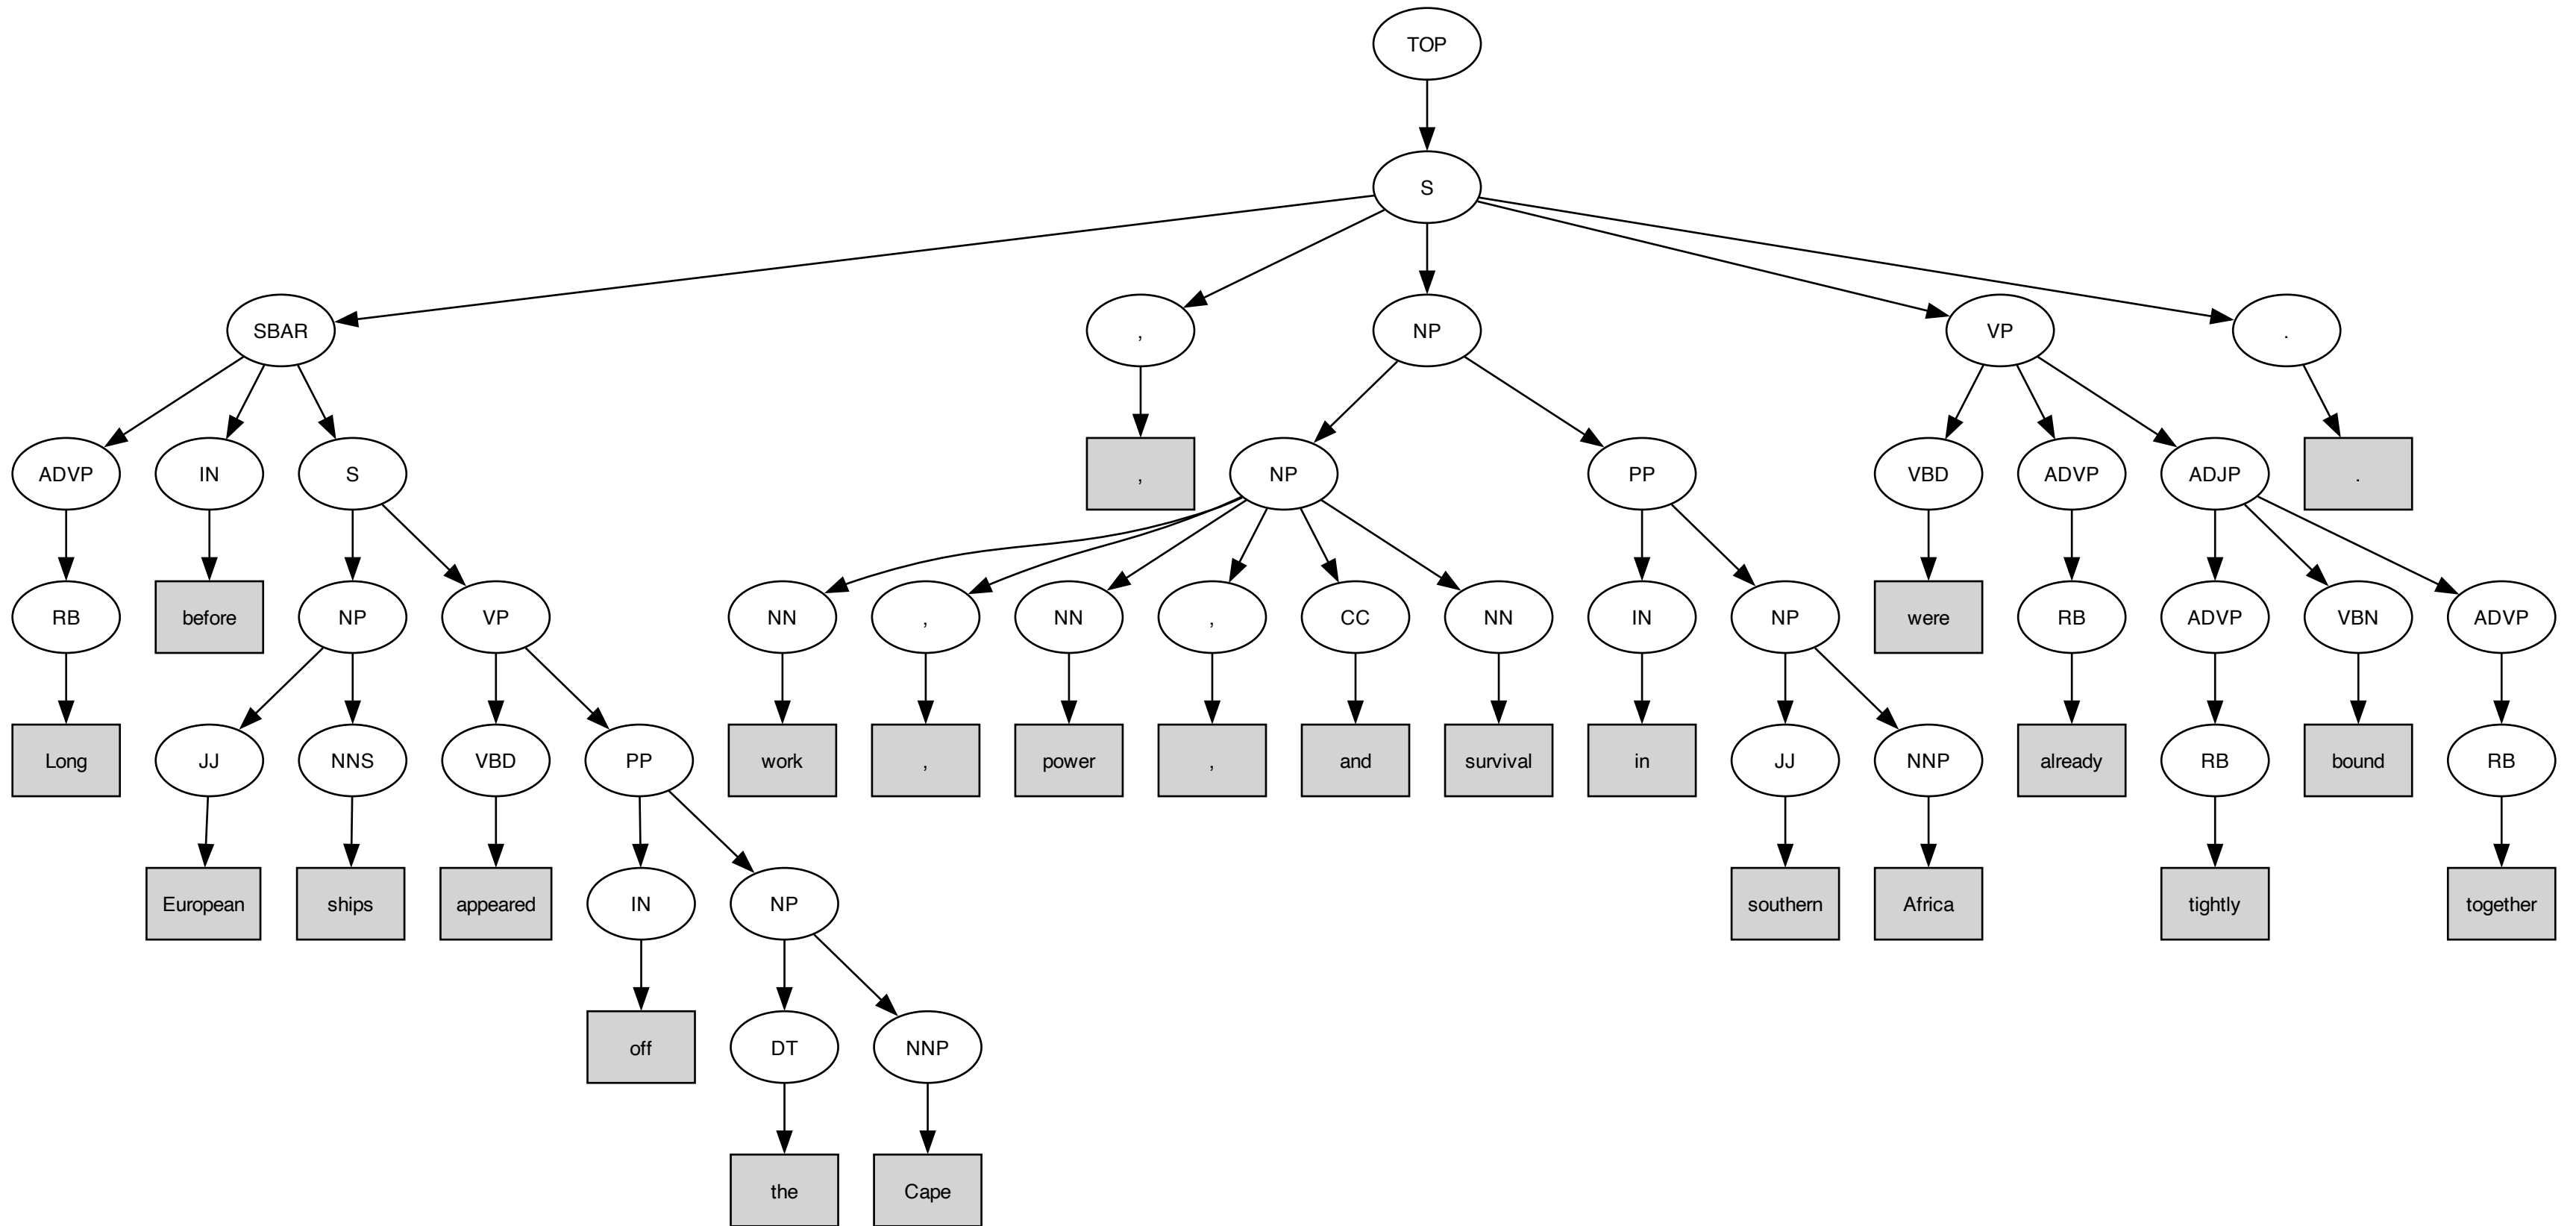 TOP
S
SBAR , NP VP .
ADVP IN S , NP PP VBD ADVP ADJP .
RB before NP VP NN , NN , CC NN IN NP were RB ADVP VBN ADVP
Long JJ NNS VBD PP work , power , and survival in JJ NNP already RB bound RB
European ships appeared IN NP southern Africa tightly together
off DT NNP
the Cape